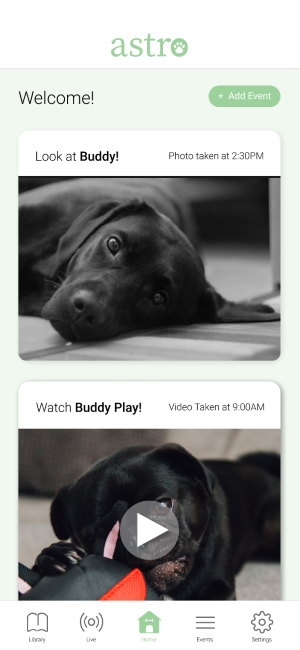 astro
Welcome!
+ Add Event
Look at Buddy!
Photo taken at 2:30PM
Watch Buddy Play!
Video Taken at 9:00AM
Library
Live
Home
Events
Settings